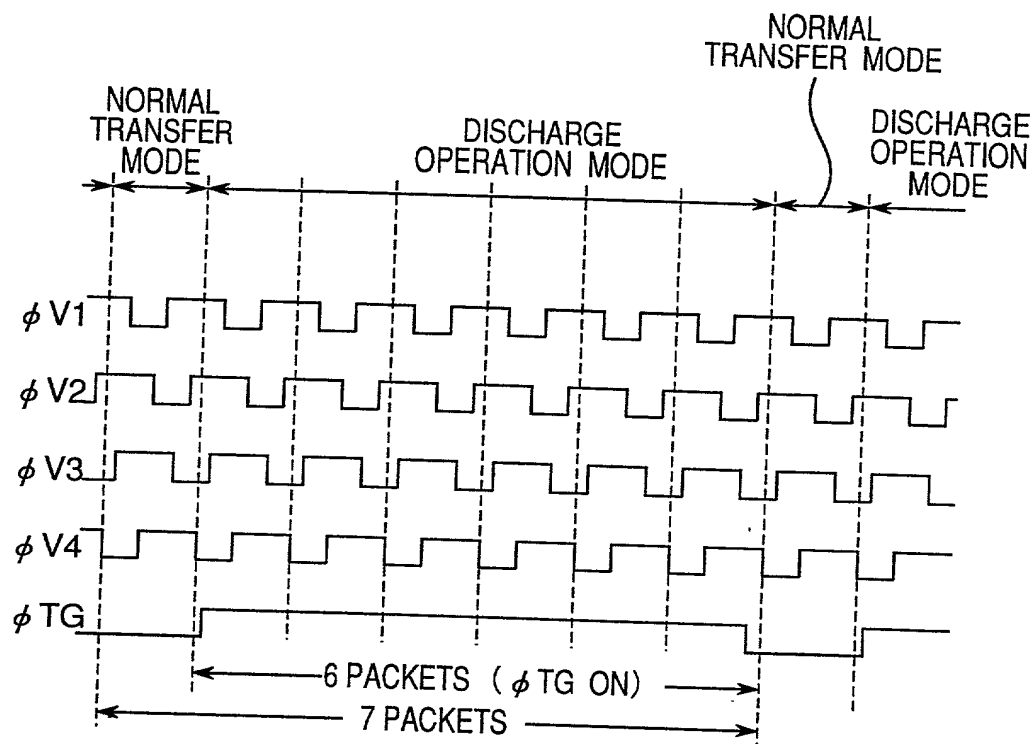 NORMAL
TRANSFER MODE
NORMAL
TRANSFER
MODE
DISCHARGE
OPERATION MODE
DISCHARGE
OPERATION
MODE
ϕ V1
ϕ V2
ϕ V3
ϕ V4
ϕ TG
6 PACKETS ( ϕ TG ON)
7 PACKETS